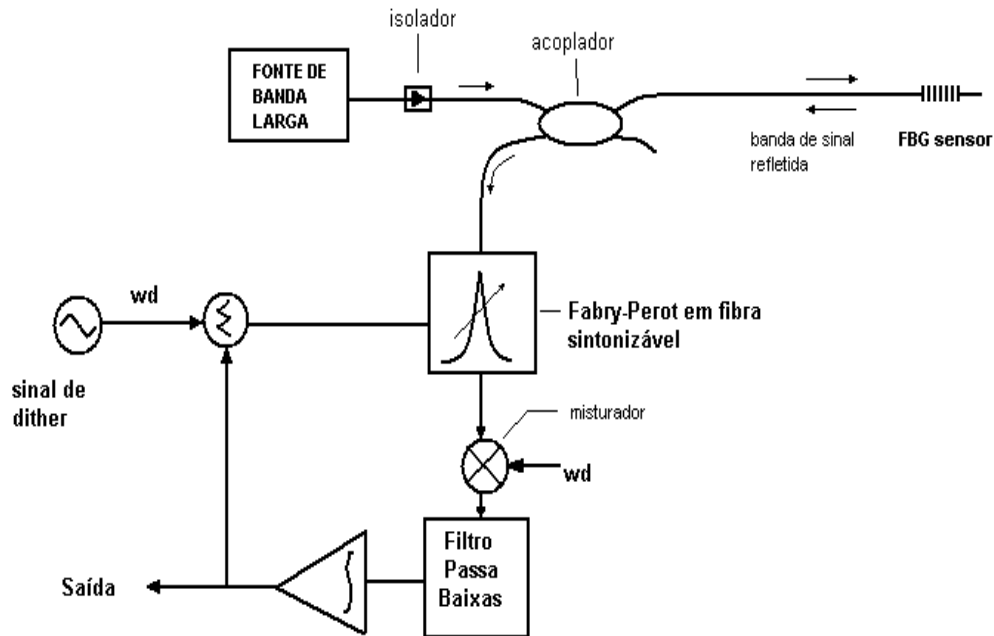 isolador
acoplador
FONTE DE
BANDA
LARGA
banda de sinal
refletida
FBG sensor
wd
Fabry-Perot em fibra
sintonizável
sinal de
dither
misturador
wd
Filtro
Passa
Baixas
Saída